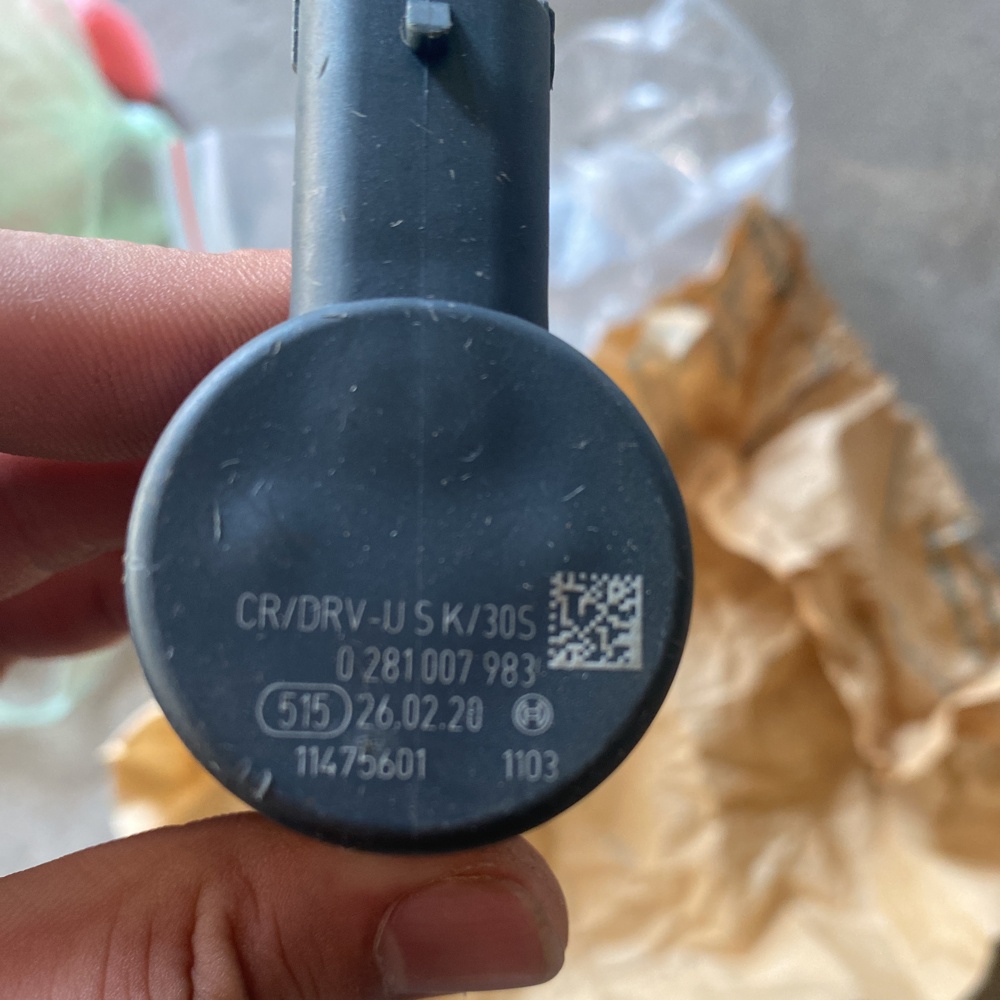 CR/DRV-U S K/30S
0 281 007 983
515 26.02.20
11475601 1103